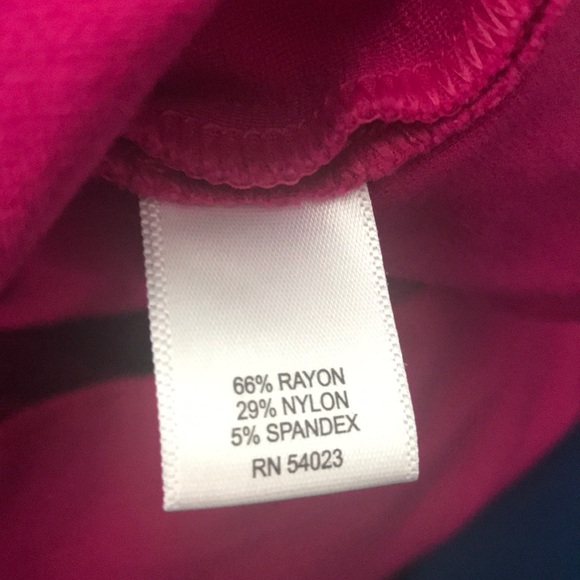 66% RAYON
29% NYLON
5% SPANDEX
RN 54023